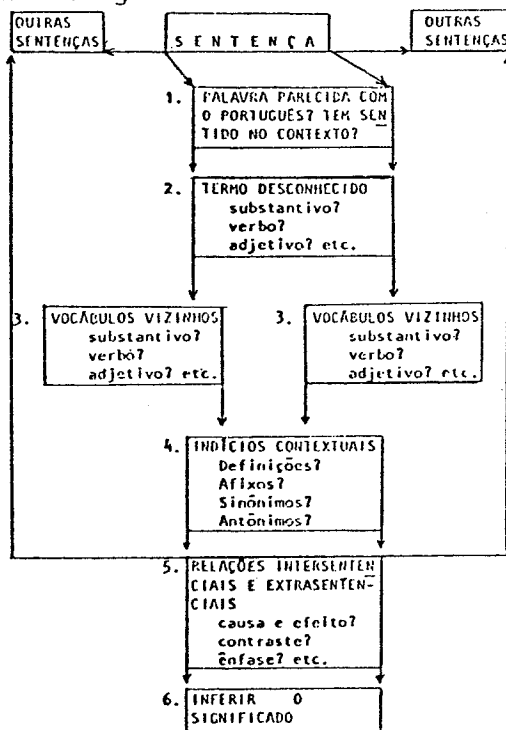 OUTRAS
SENTENÇAS
S E N T E N Ç A
OUTRAS
SENTENÇAS
1. PALAVRA PARECIDA COM
O PORTUGUÊS? TEM SEN
TIDO NO CONTEXTO?
2. TERMO DESCONHECIDO
substantivo?
verbo?
adjetivo? etc.
3. VOCÁBULOS VIZINHOS
substantivo?
verbo?
adjetivo? etc.
3. VOCÁBULOS VIZINHOS
substantivo?
verbo?
adjetivo? etc.
4. INDÍCIOS CONTEXTUAIS
Definições?
Afixos?
Sinônimos?
Antônimos?
5. RELAÇÕES INTERSENTEN
CIAIS E EXTRASENTEN-
CIAIS
causa e efeito?
contraste?
ênfase? etc.
6. INFERIR O
SIGNIFICADO